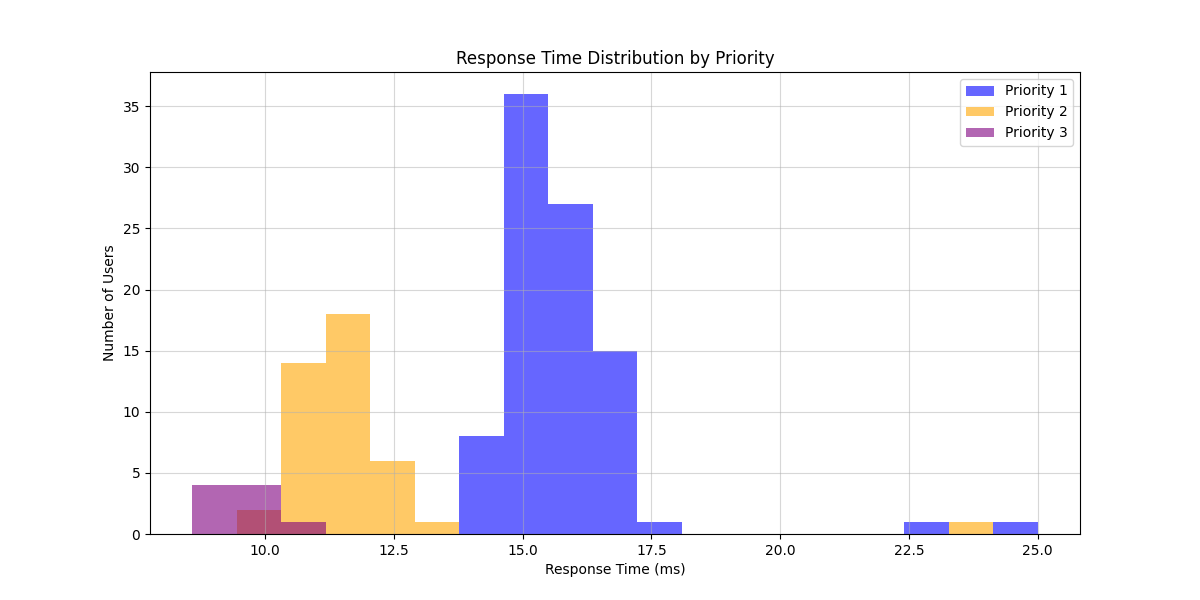 Response Time Distribution by Priority
Priority 1
Priority 2
Priority 3
35
30
25
20
15
10
5
0
Number of Users
10.0 12.5 15.0 17.5 20.0 22.5 25.0
Response Time (ms)